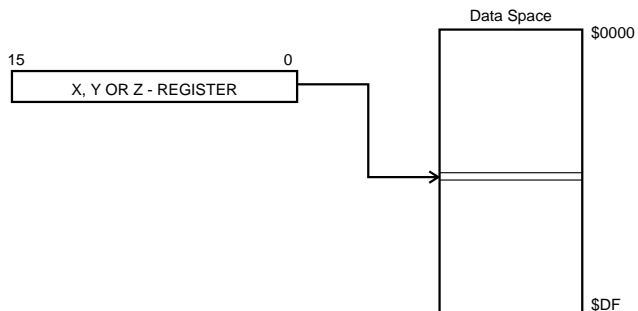 Data Space
$0000
15 0
X, Y OR Z - REGISTER
$DF